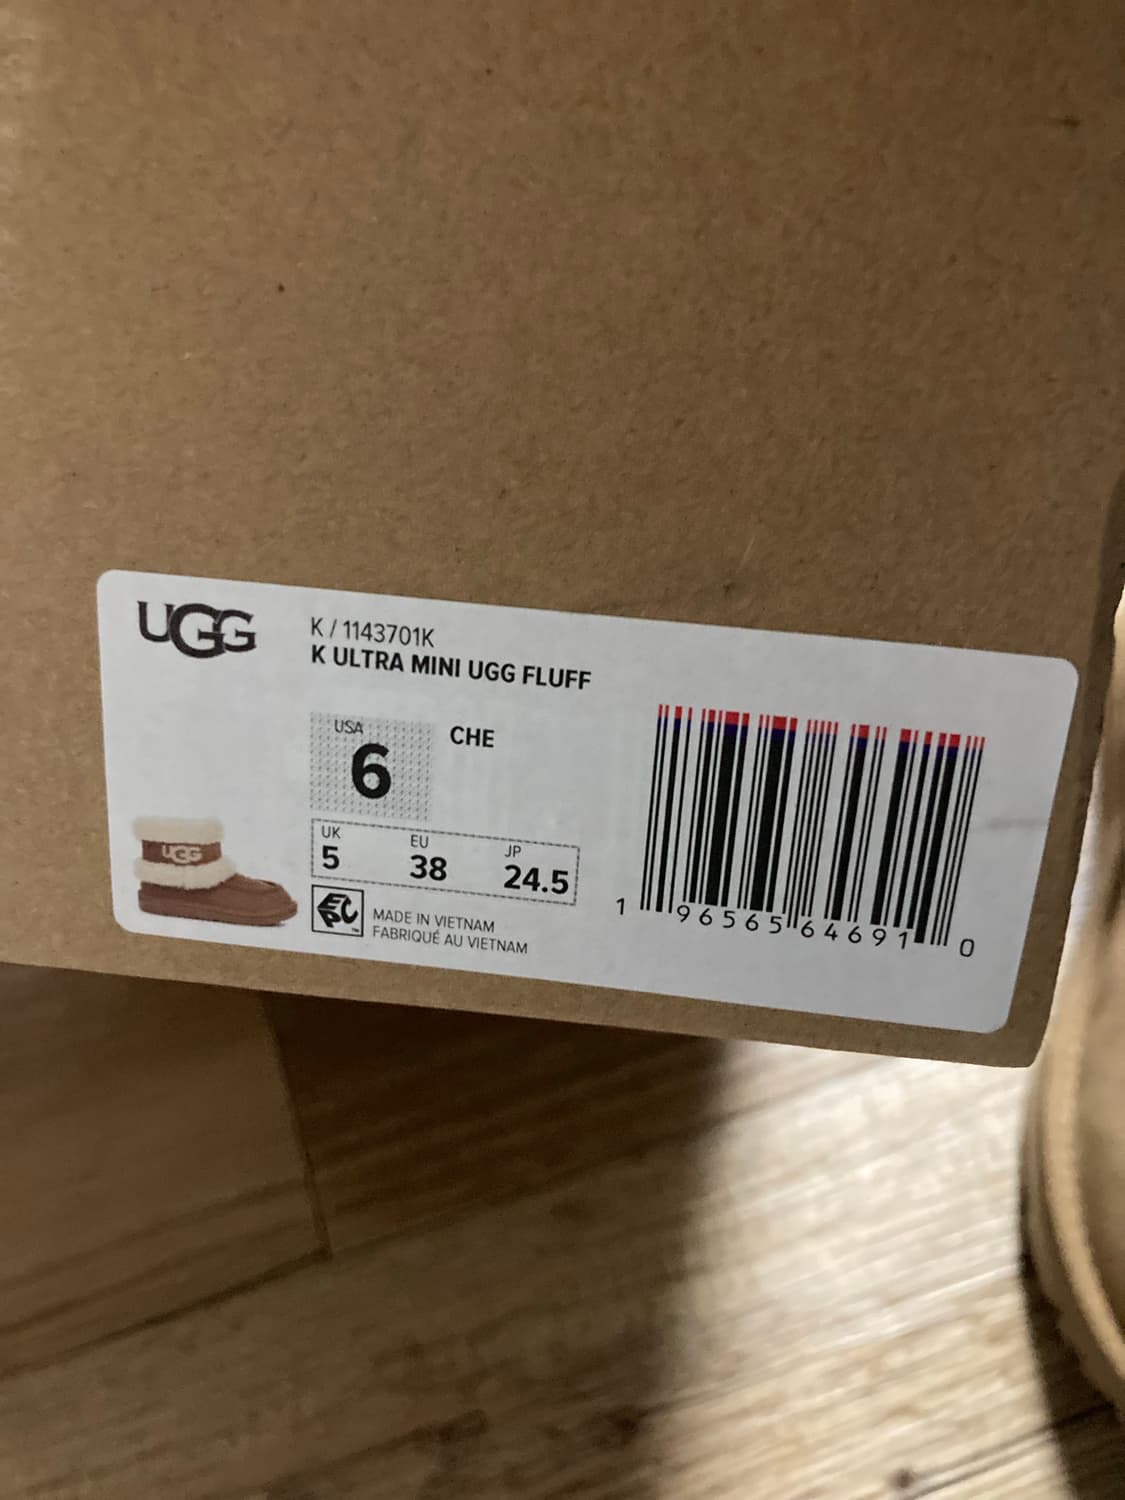 UGG
K / 1143701K
K ULTRA MINI UGG FLUFF
USA
6
CHE
UK
5
EU
38
JP
24.5
UGG
MADE IN VIETNAM
FABRIQUÉ AU VIETNAM
1 96565 64691 0